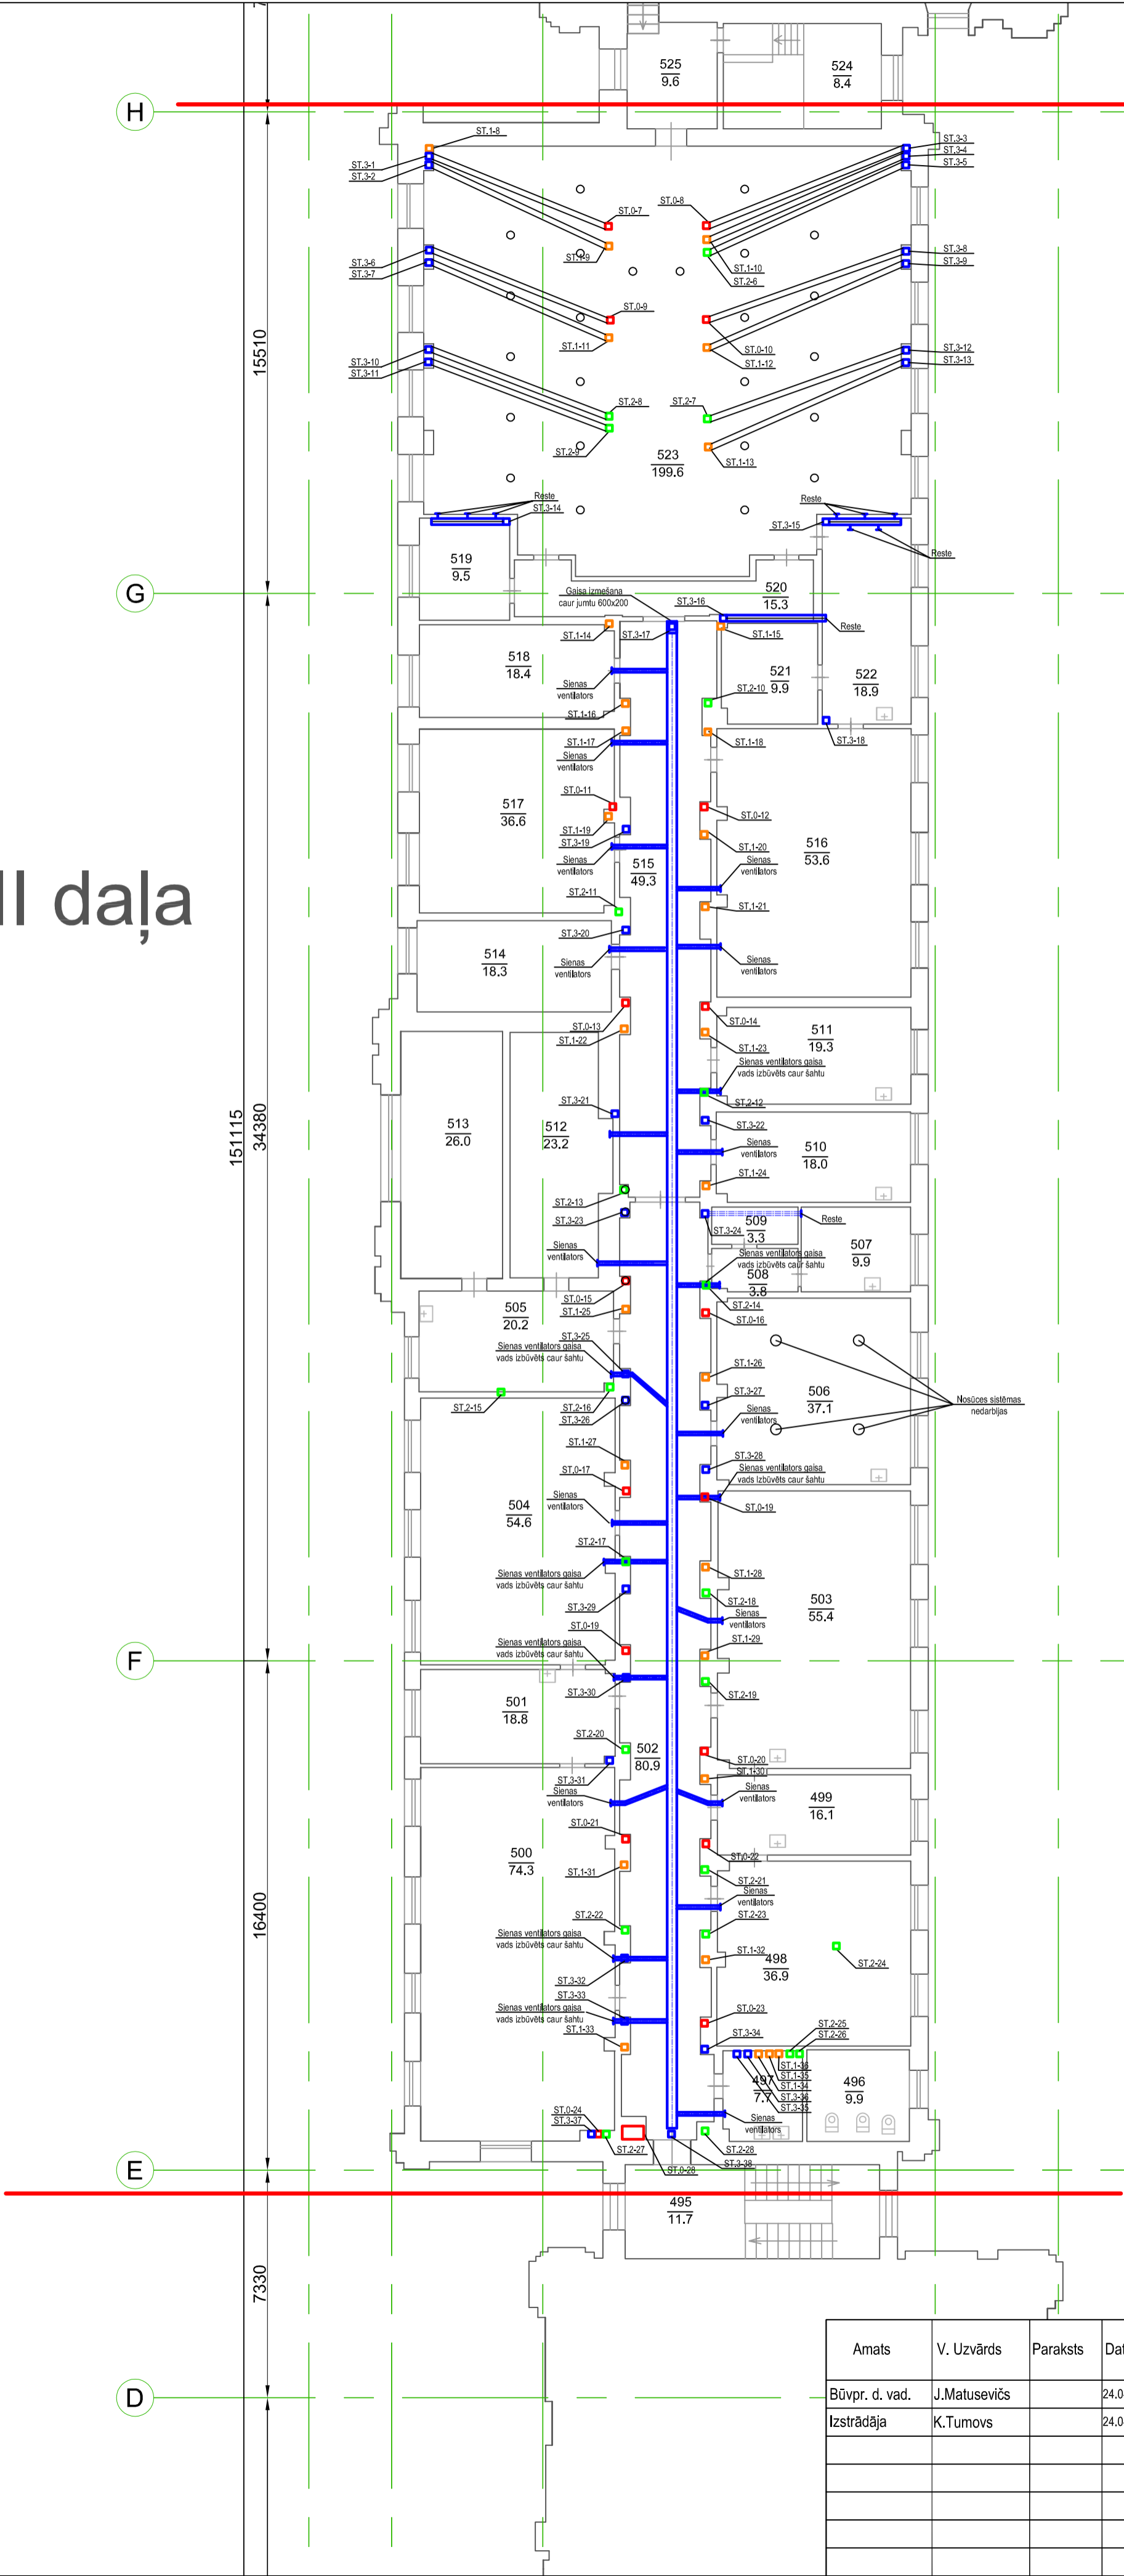 525
9.6
524
8.4
H
ST.1-8
ST.3-1
ST.3-2
ST.3-3
ST.3-4
ST.3-5
ST.0-7
ST.0-8
ST.1-9
ST.1-10
ST.2-6
ST.3-6
ST.3-7
ST.3-8
ST.3-9
ST.0-9
ST.1-11
ST.0-10
ST.1-12
15510
ST.3-10
ST.3-11
ST.3-12
ST.3-13
ST.2-8
ST.2-7
ST.2-9
523
199.6
ST.1-13
Reste
ST.3-14
Reste
ST.3-15
Reste
519
9.5
520
15.3
G
Gaisa izmešana
caur jumtu 600x200
ST.3-16
Reste
ST.1-14
ST.3-17
ST.1-15
518
18.4
521
9.9
522
18.9
Sienas
ventilators
ST.2-10
ST.1-16
ST.1-17
ST.1-18
ST.3-18
Sienas
ventilators
ST.0-11
517
36.6
ST.0-12
ST.1-19
ST.3-19
ST.1-20
516
53.6
Sienas
ventilators
515
49.3
Sienas
ventilators
II daļa
ST.2-11
ST.1-21
ST.3-20
514
18.3
Sienas
ventilators
Sienas
ventilators
ST.0-13
ST.1-22
ST.0-14
ST.1-23
511
19.3
Sienas ventilators gaisa
vads izbūvēts caur šahtu
ST.2-12
ST.3-21
ST.3-22
151115
34380
513
26.0
512
23.2
Sienas
ventilators
510
18.0
ST.1-24
ST.2-13
ST.3-23
ST.3-24
509
3.3
Reste
507
9.9
Sienas
ventilators
Sienas ventilators gaisa
vads izbūvēts caur šahtu
508
3.8
ST.0-15
ST.1-25
ST.2-14
ST.0-16
505
20.2
ST.3-25
Sienas ventilators gaisa
vads izbūvēts caur šahtu
ST.2-15
ST.2-16
ST.3-26
ST.1-26
ST.3-27
506
37.1
Nosūces sistēmas
nedarbījas
Sienas
ventilators
ST.1-27
ST.0-17
ST.3-28
Sienas ventilators gaisa
vads izbūvēts caur šahtu
ST.0-19
504
54.6
Sienas
ventilators
ST.2-17
Sienas ventilators gaisa
vads izbūvēts caur šahtu
ST.3-29
ST.1-28
ST.2-18
503
55.4
Sienas
ventilators
ST.0-19
Sienas ventilators gaisa
vads izbūvēts caur šahtu
ST.3-30
ST.1-29
F
ST.2-19
501
18.8
ST.2-20
502
80.9
ST.3-31
Sienas
ventilators
ST.0-20
ST.1-30
Sienas
ventilators
499
16.1
ST.0-21
ST.0-22
500
74.3
ST.1-31
ST.2-21
Sienas
ventilators
16400
ST.2-22
Sienas ventilators gaisa
vads izbūvēts caur šahtu
ST.2-23
ST.1-32
498
36.9
ST.2-24
ST.3-32
ST.3-33
Sienas ventilators gaisa
vads izbūvēts caur šahtu
ST.1-33
ST.0-23
ST.3-34
ST.2-25
ST.2-26
ST.1-36
ST.1-35
ST.1-34
ST.3-36
ST.3-35
497
7.7
496
9.9
Sienas
ventilators
ST.0-24
ST.3-37
ST.2-27
ST.0-28
ST.3-38
ST.2-28
E
495
11.7
7330
D
Amats V. Uzvārds Paraksts Dat
Būvpr. d. vad. J.Matusevičs 24.0
Izstrādāja K.Tumovs 24.0